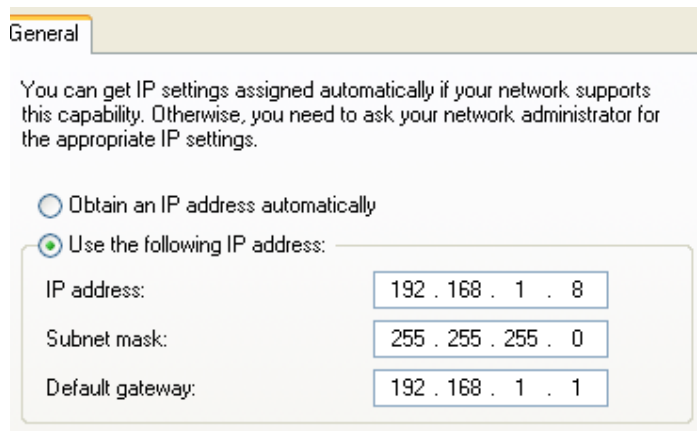 General
You can get IP settings assigned automatically if your network supports
this capability. Otherwise, you need to ask your network administrator for
the appropriate IP settings.
Obtain an IP address automatically
Use the following IP address:
IP address: 192 . 168 . 1 . 8
Subnet mask: 255 . 255 . 255 . 0
Default gateway: 192 . 168 . 1 . 1